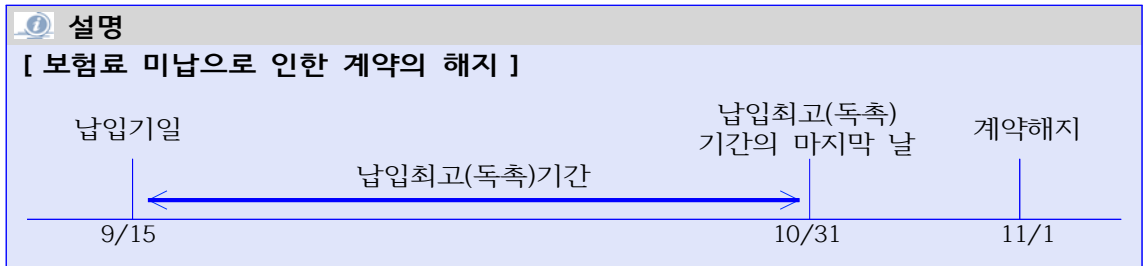 설명
[ 보험료 미납으로 인한 계약의 해지 ]
납입기일
납입최고(독촉)
기간의 마지막 날
계약해지
납입최고(독촉)기간
9/15
10/31
11/1